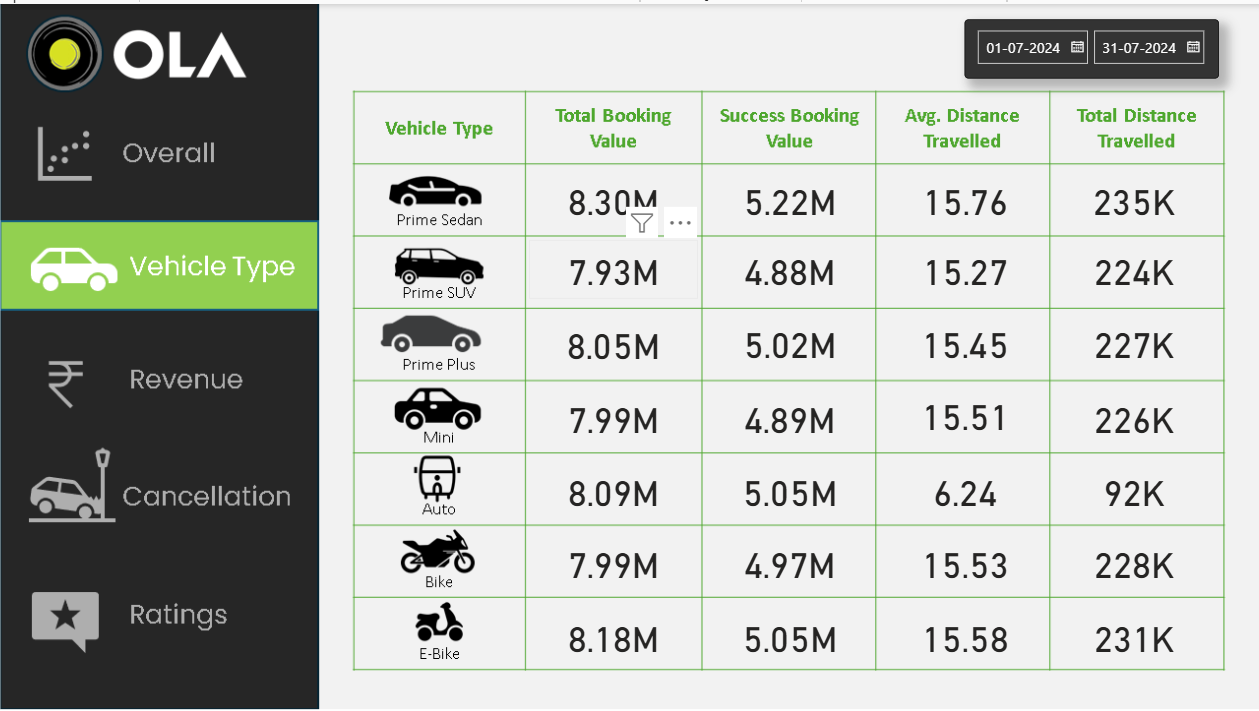 OLA
01-07-2024 31-07-2024
Overall
Vehicle Type
Revenue
Cancellation
Ratings
Vehicle Type Total Booking Value Success Booking Value Avg. Distance Travelled Total Distance Travelled
Prime Sedan 8.30M 5.22M 15.76 235K
Prime SUV 7.93M 4.88M 15.27 224K
Prime Plus 8.05M 5.02M 15.45 227K
Mini 7.99M 4.89M 15.51 226K
Auto 8.09M 5.05M 6.24 92K
Bike 7.99M 4.97M 15.53 228K
E-Bike 8.18M 5.05M 15.58 231K